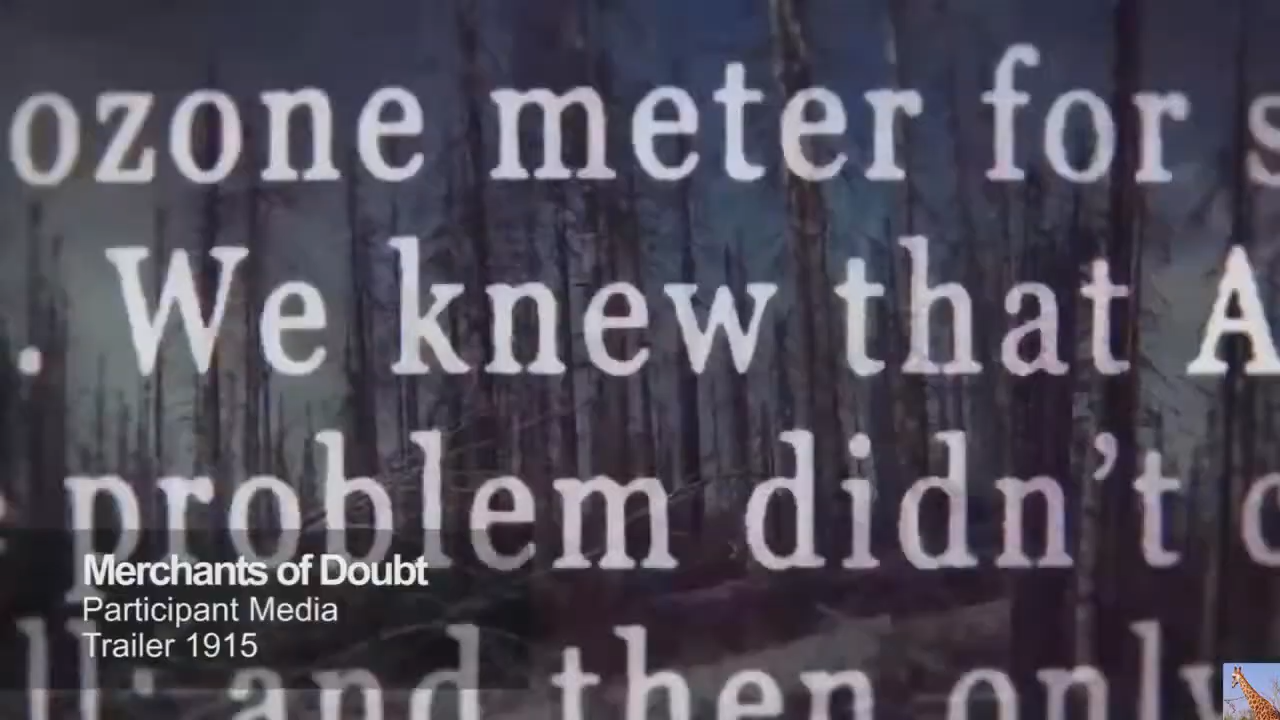 ozone meter for s
. We knew that A
problem didn't
Merchants of Doubt
Participant Media
Trailer 1915
and then only